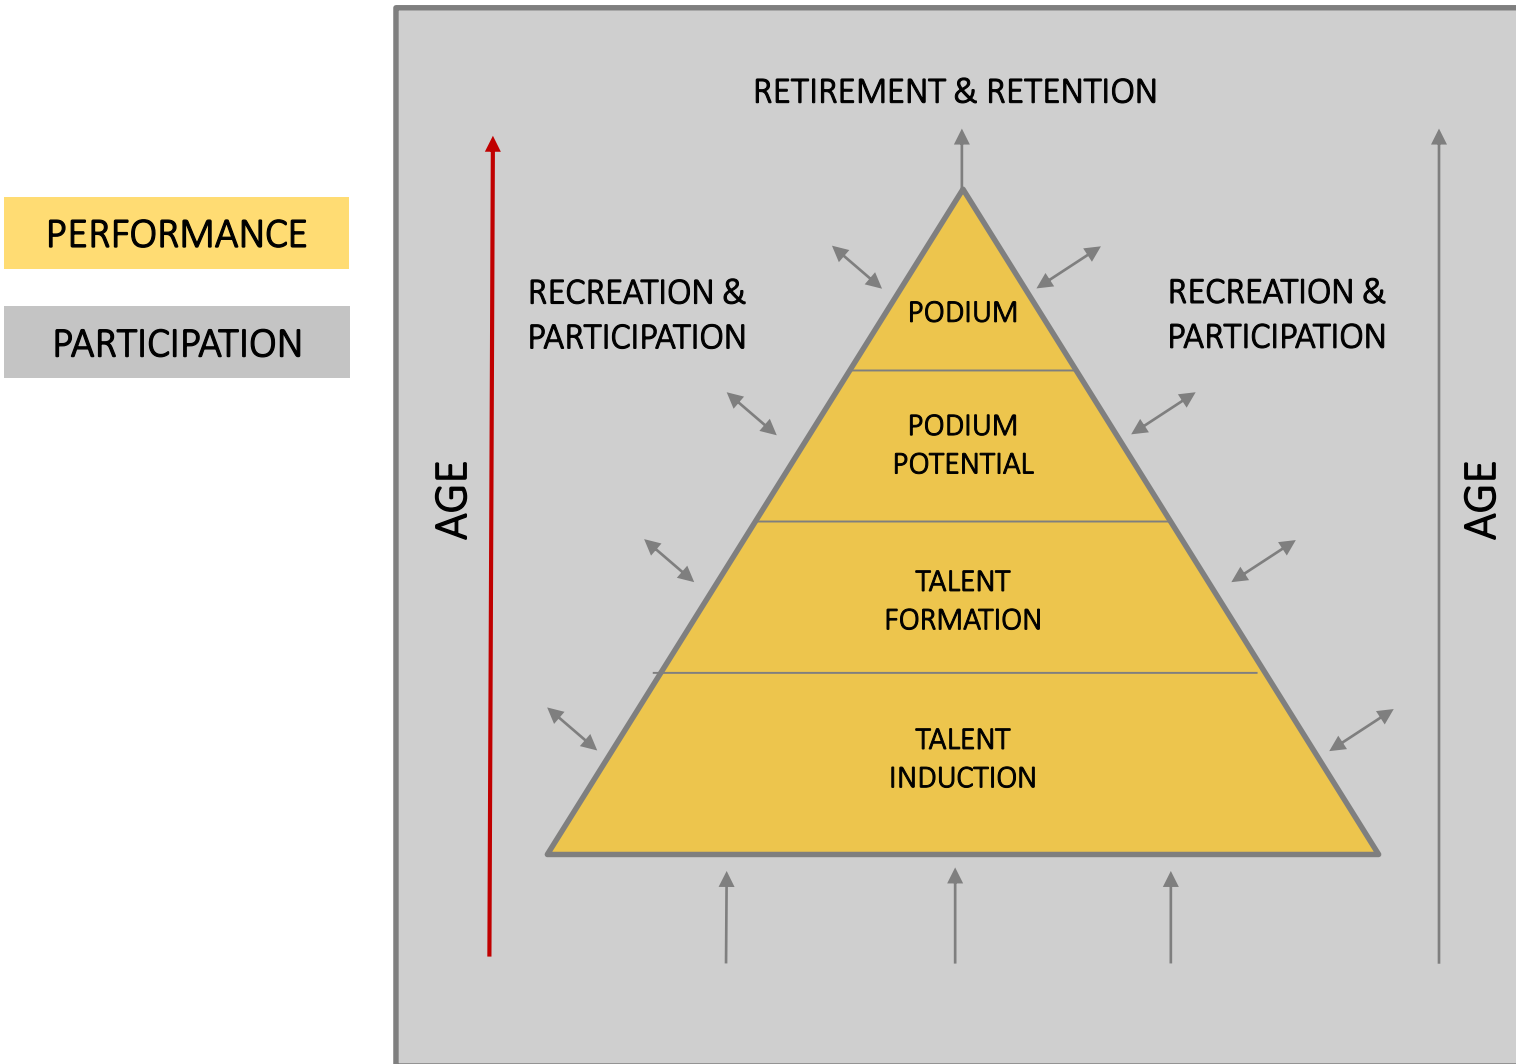 RETIREMENT & RETENTION
PERFORMANCE
PARTICIPATION
RECREATION &
PARTICIPATION
RECREATION &
PARTICIPATION
PODIUM
PODIUM
POTENTIAL
AGE
AGE
TALENT
FORMATION
TALENT
INDUCTION